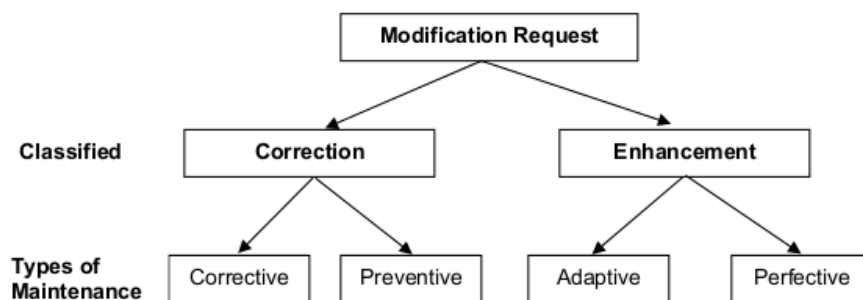 Modification Request
Classified
Correction
Enhancement
Types of
Maintenance
Corrective
Preventive
Adaptive
Perfective